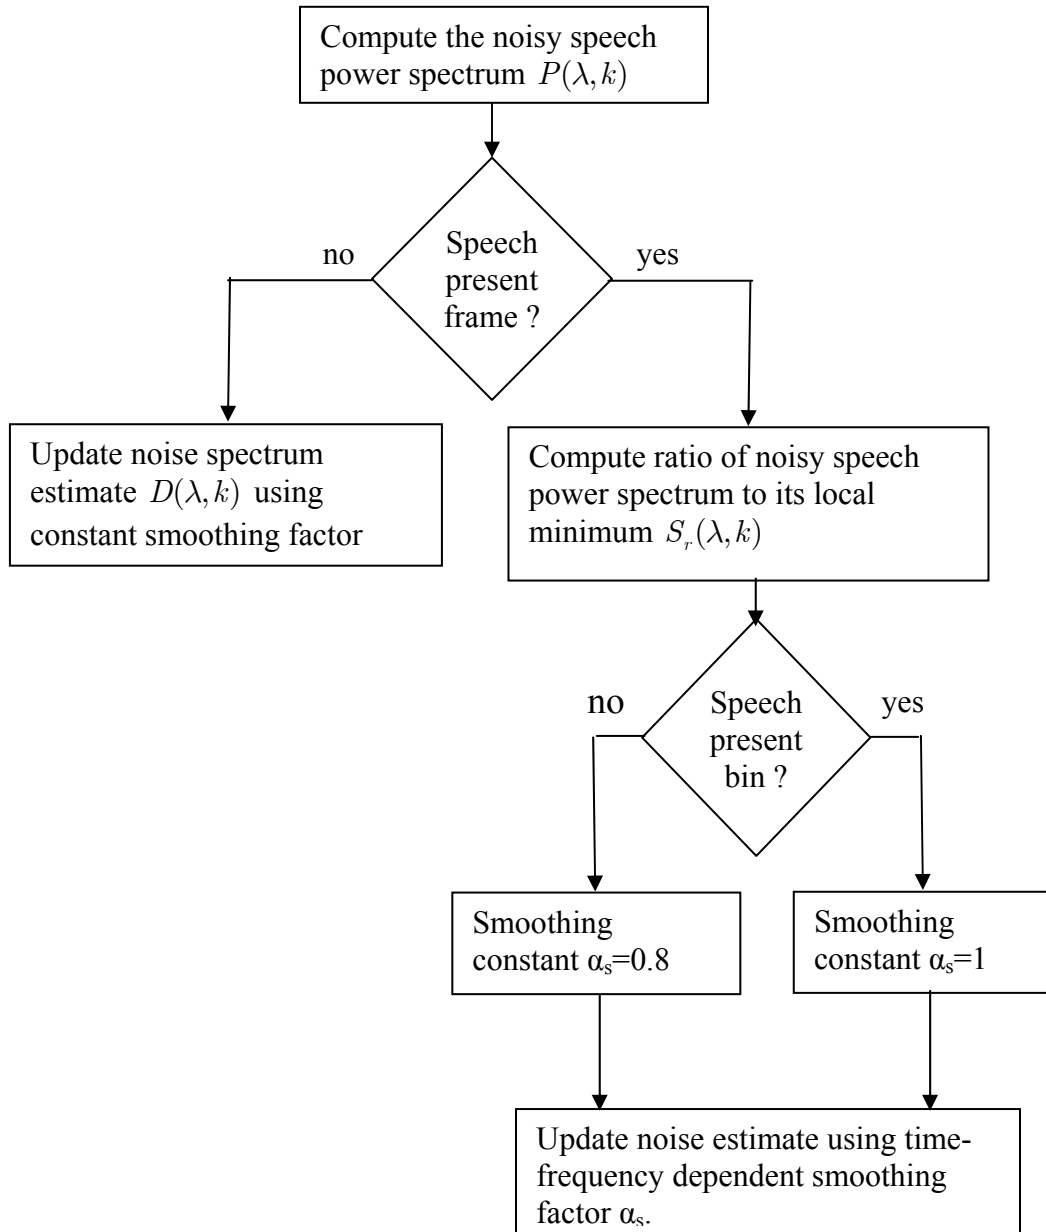 Compute the noisy speech
power spectrum P(λ, k)
no
Speech
present
frame ?
yes
Update noise spectrum
estimate D(λ, k) using
constant smoothing factor
Compute ratio of noisy speech
power spectrum to its local
minimum Sᵣ(λ, k)
no
Speech
present
bin ?
yes
Smoothing
constant αₛ=0.8
Smoothing
constant αₛ=1
Update noise estimate using time-
frequency dependent smoothing
factor αₛ.